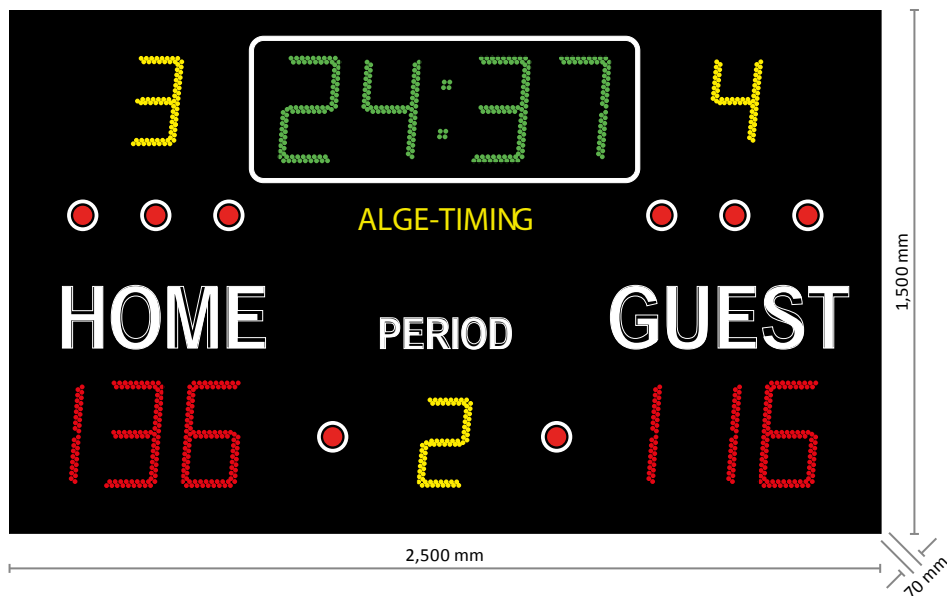 3 24:37 4
ALGE-TIMING
HOME PERIOD GUEST
136 2 116
1,500 mm
2,500 mm
70 mm